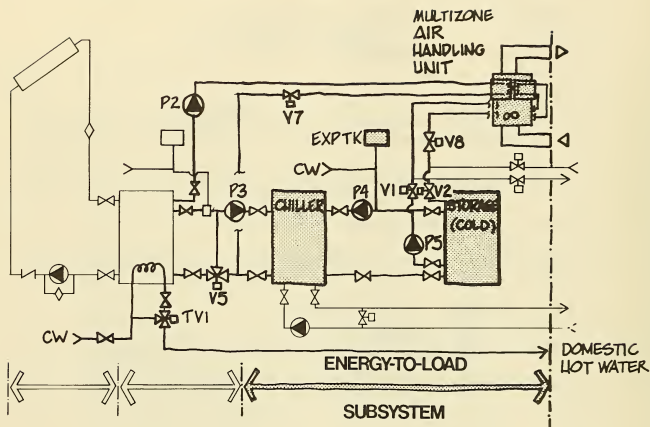 MULTIZONE
AIR
HANDLING
UNIT
P2
V7
EXPTK
V8
CW
V1
V2
P3
CHILLER
P4
STORAGE
(COLD)
P5
V5
TV1
CW
ENERGY-TO-LOAD
DOMESTIC
HOT WATER
SUBSYSTEM